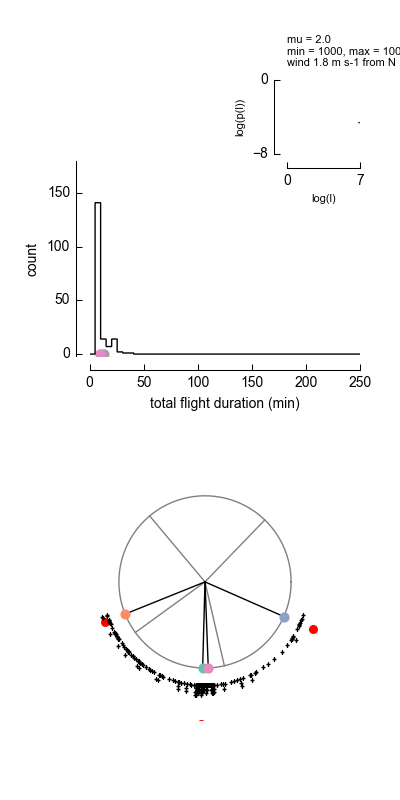 mu = 2.0
min = 1000, max = 100
wind 1.8 m s-1 from N
0
log(p(l))
−8
0
7
log(l)
150
100
50
0
count
0
50
100
150
200
250
total flight duration (min)